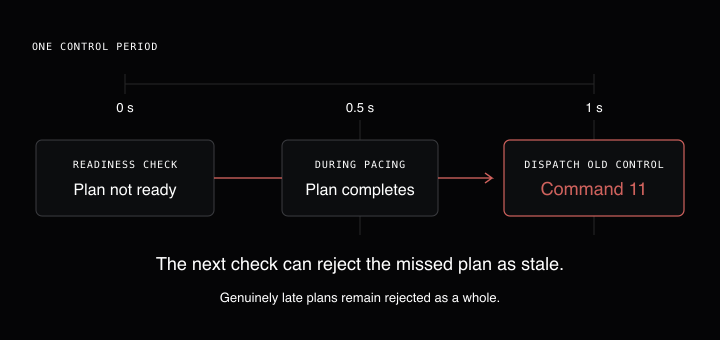 ONE CONTROL PERIOD
0 s
0.5 s
1 s
READINESS CHECK
Plan not ready
DURING PACING
Plan completes
DISPATCH OLD CONTROL
Command 11
The next check can reject the missed plan as stale.
Genuinely late plans remain rejected as a whole.